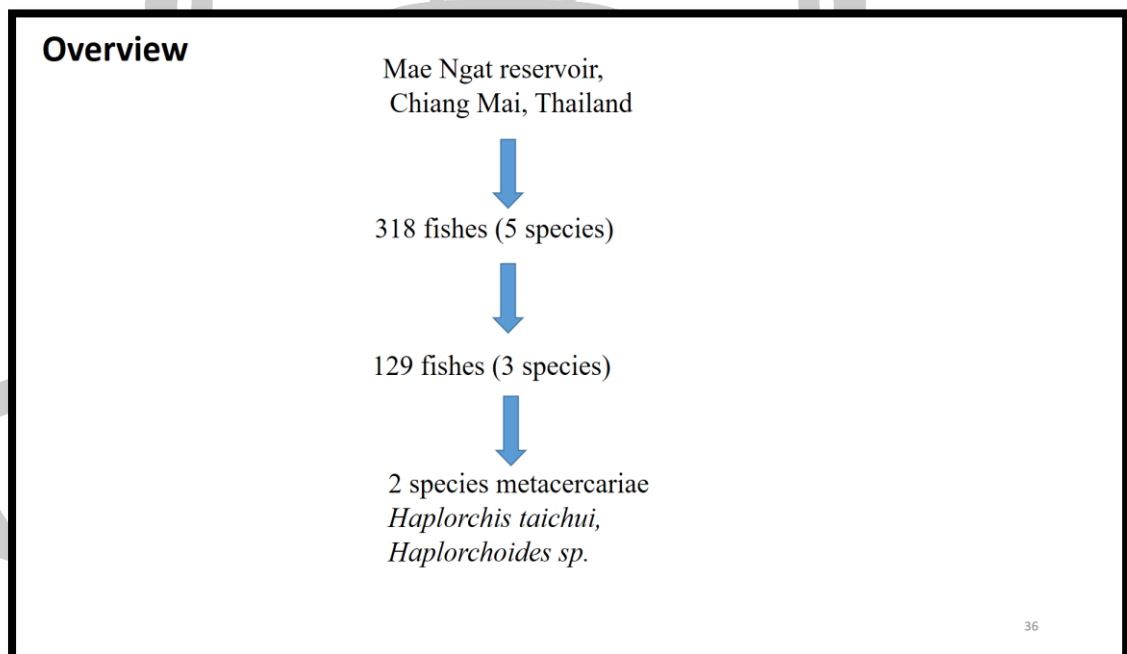 Overview
Mae Ngat reservoir,
Chiang Mai, Thailand
318 fishes (5 species)
129 fishes (3 species)
2 species metacercariae
Haplorchis taichui,
Haplorchoides sp.
36